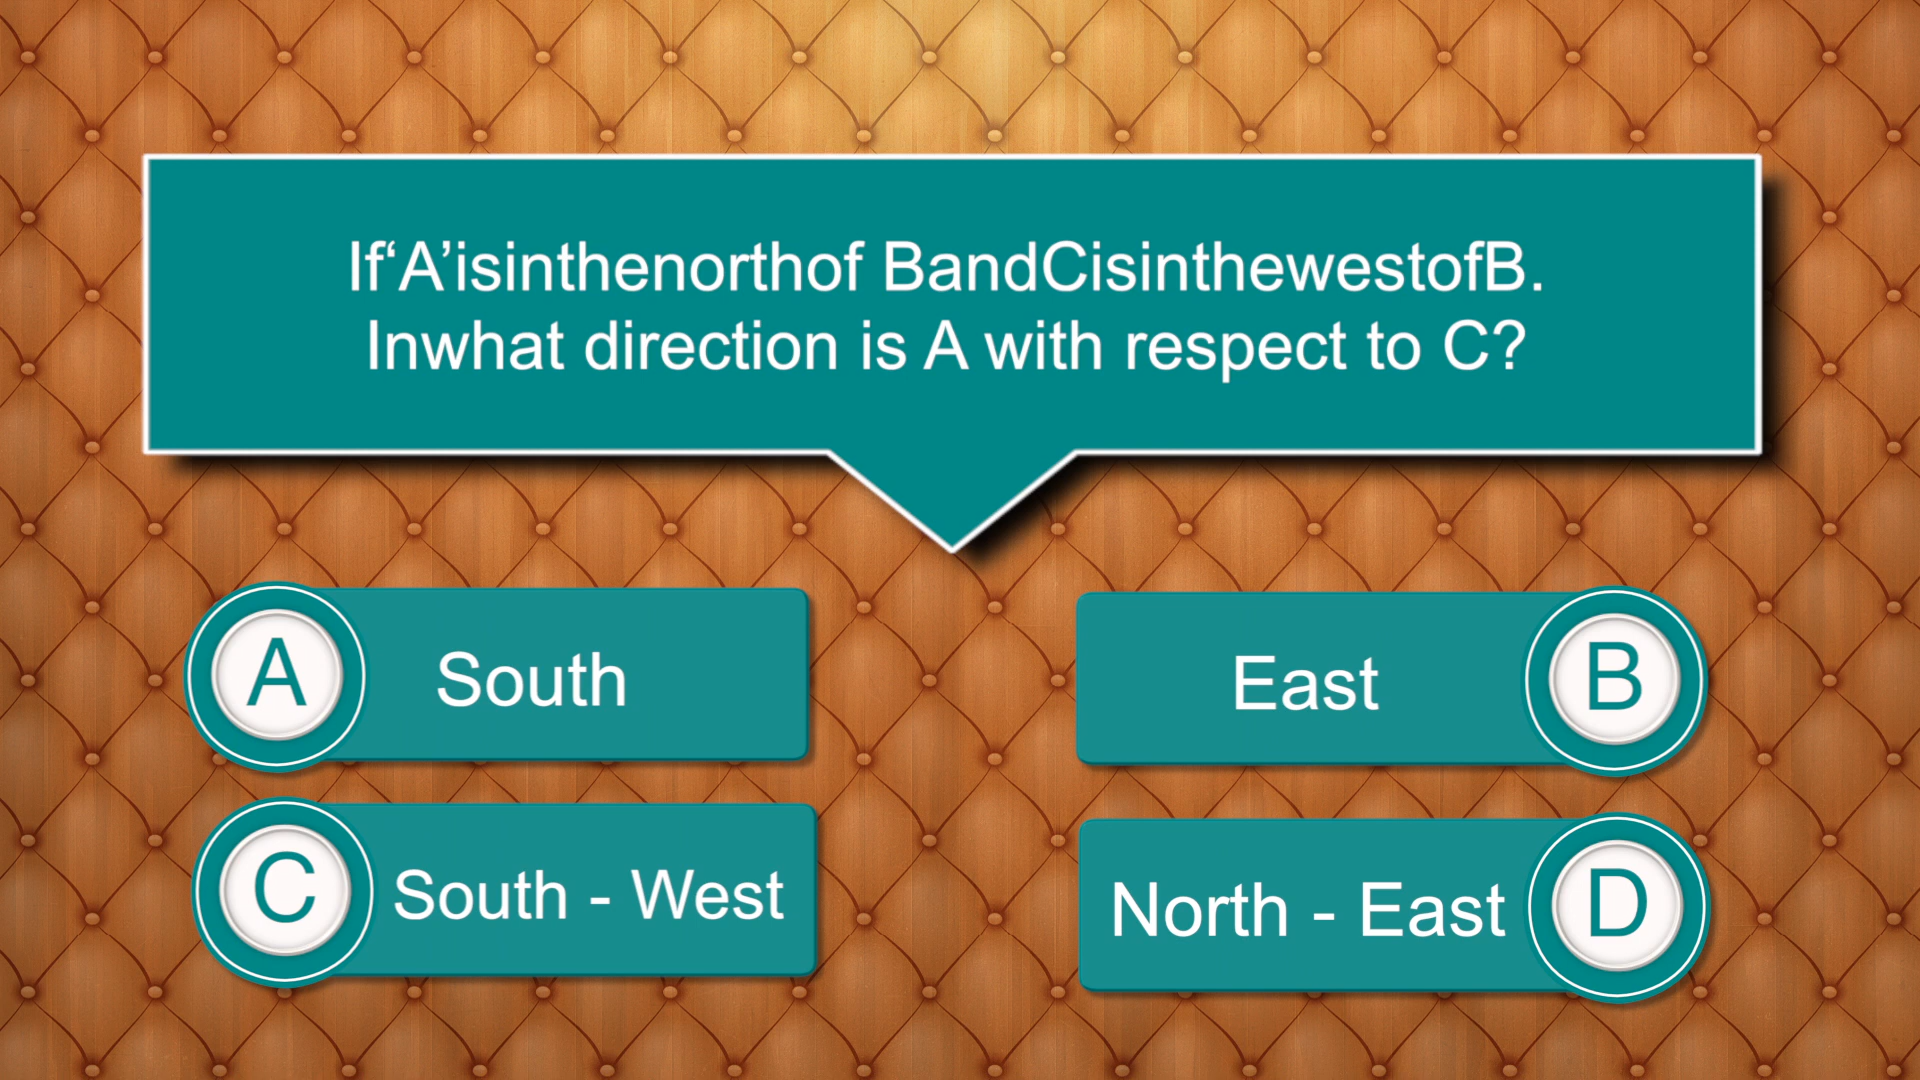 If‘A’isinthenorthof BandCisinthewestofB.
Inwhat direction is A with respect to C?
A South
East B
C South - West
North - East D